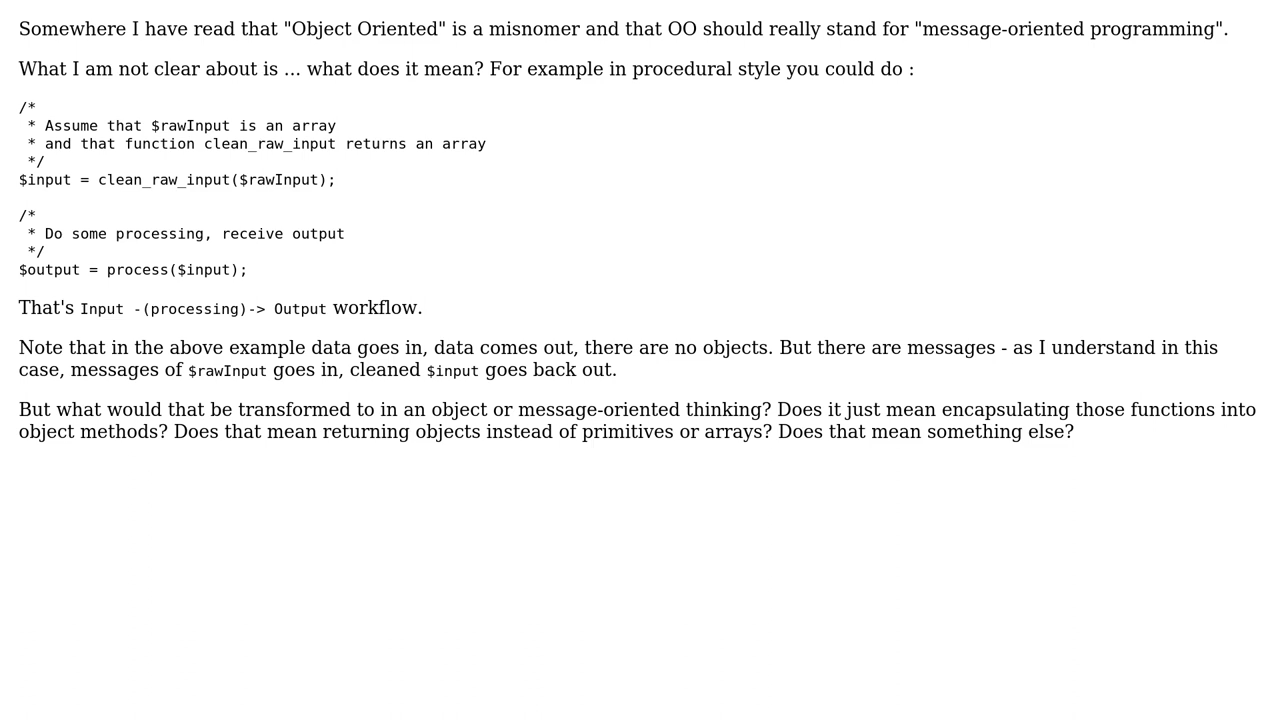 Somewhere I have read that "Object Oriented" is a misnomer and that OO should really stand for "message-oriented programming".
What I am not clear about is ... what does it mean? For example in procedural style you could do :
/*
 * Assume that $rawInput is an array
 * and that function clean_raw_input returns an array
 */
$input = clean_raw_input($rawInput);
/*
 * Do some processing, receive output
 */
$output = process($input);
That's Input -(processing)-> Output workflow.
Note that in the above example data goes in, data comes out, there are no objects. But there are messages - as I understand in this
case, messages of $rawInput goes in, cleaned $input goes back out.
But what would that be transformed to in an object or message-oriented thinking? Does it just mean encapsulating those functions into
object methods? Does that mean returning objects instead of primitives or arrays? Does that mean something else?